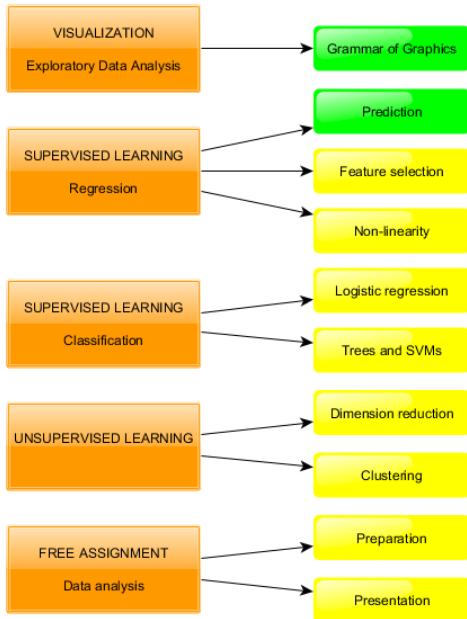 VISUALIZATION
Exploratory Data Analysis
Grammar of Graphics
SUPERVISED LEARNING
Regression
Prediction
Feature selection
Non-linearity
SUPERVISED LEARNING
Classification
Logistic regression
Trees and SVMs
UNSUPERVISED LEARNING
Dimension reduction
Clustering
FREE ASSIGNMENT
Data analysis
Preparation
Presentation